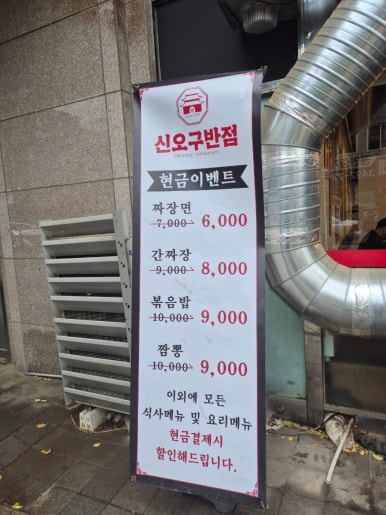 신오구반점
CHINESE RESTAURANT
현금이벤트
짜장면
7,000 6,000
간짜장
9,000 8,000
볶음밥
10,000 9,000
짬뽕
10,000 9,000
이외에 모든
식사메뉴 및 요리메뉴
현금결제시
할인해드립니다.